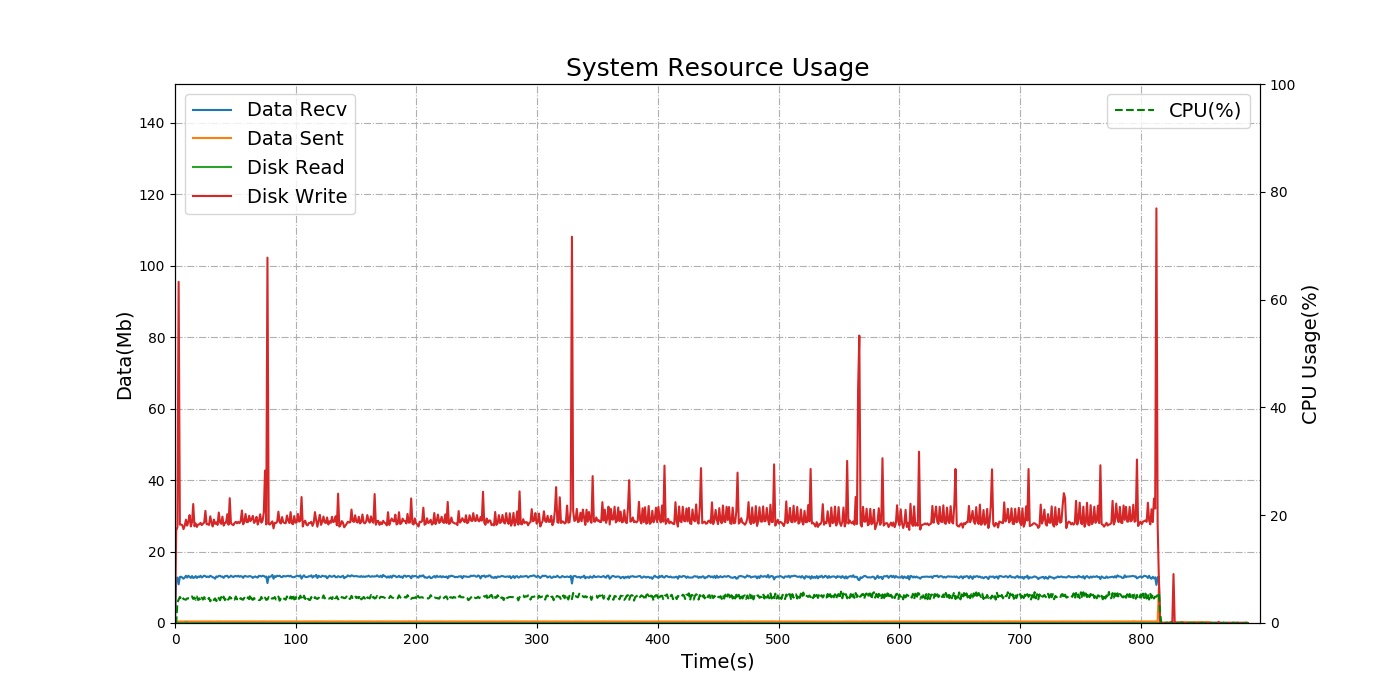 System Resource Usage
Data Recv
Data Sent
Disk Read
Disk Write
CPU(%)
Data(Mb)
140
120
100
80
60
40
20
0
100
80
60
40
20
0
CPU Usage(%)
0 100 200 300 400 500 600 700 800
Time(s)